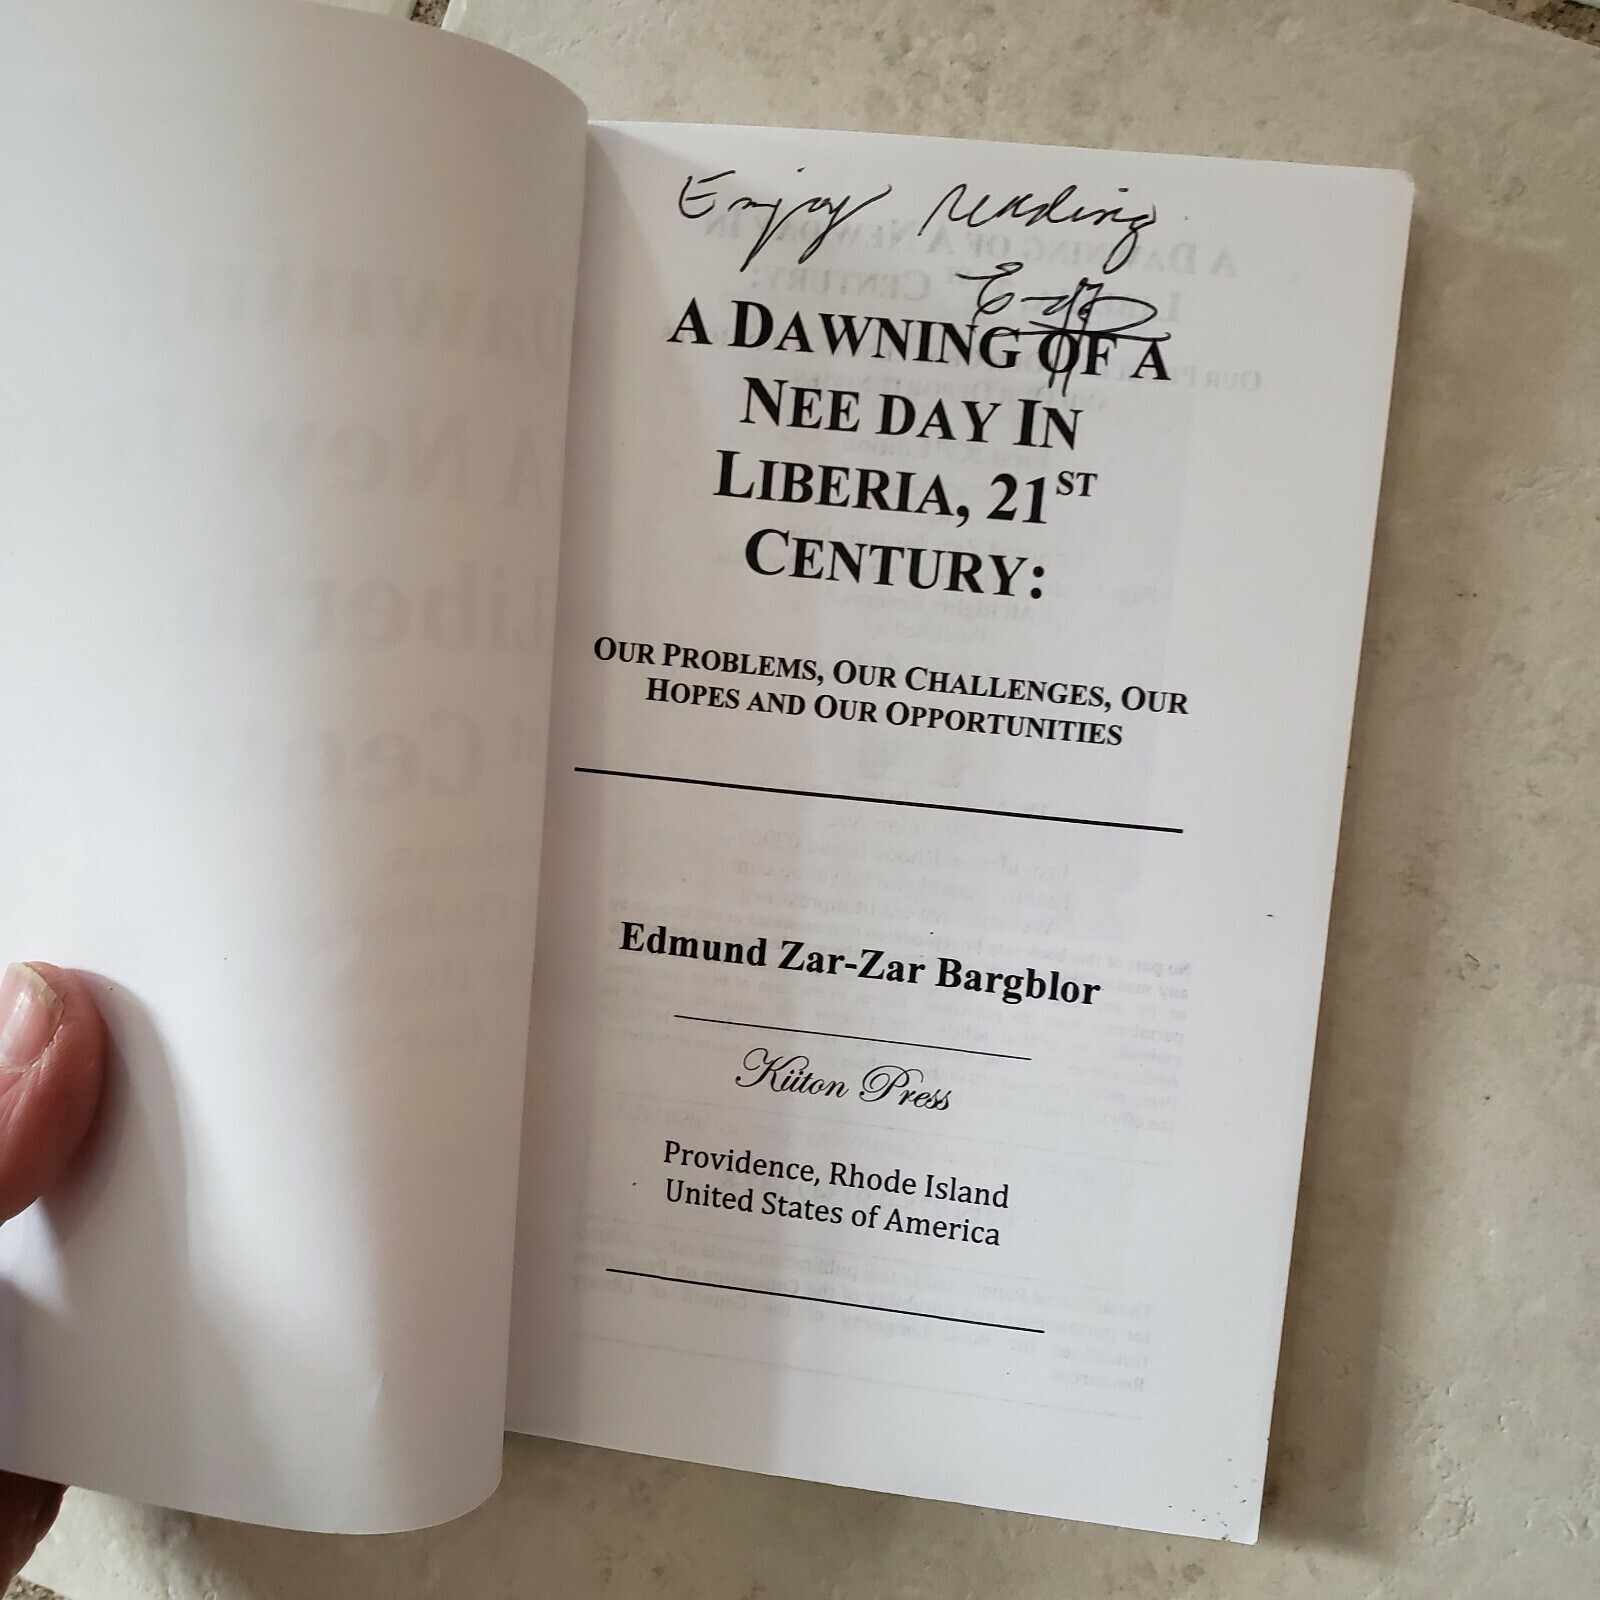 Enjoy reading
A DAWNING OF A
NEE DAY IN
LIBERIA, 21ST
CENTURY:
OUR PROBLEMS, OUR CHALLENGES, OUR
HOPES AND OUR OPPORTUNITIES
Edmund Zar-Zar Bargblor
Kiiton Press
Providence, Rhode Island
United States of America